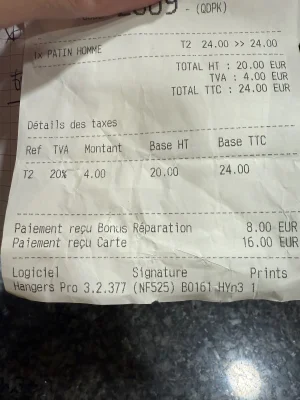 - (QDPK)
1x PATIN HOMME T2 24.00 >> 24.00
TOTAL HT : 20.00 EUR
TVA : 4.00 EUR
TOTAL TTC : 24.00 EUR
Détails des taxes
Ref TVA Montant Base HT Base TTC
T2 20% 4.00 20.00 24.00
Paiement reçu Bonus Réparation 8.00 EUR
Paiement reçu Carte 16.00 EUR
Logiciel Signature Prints
Hangers Pro 3.2.377 (NF525) B0161 HYn3 1